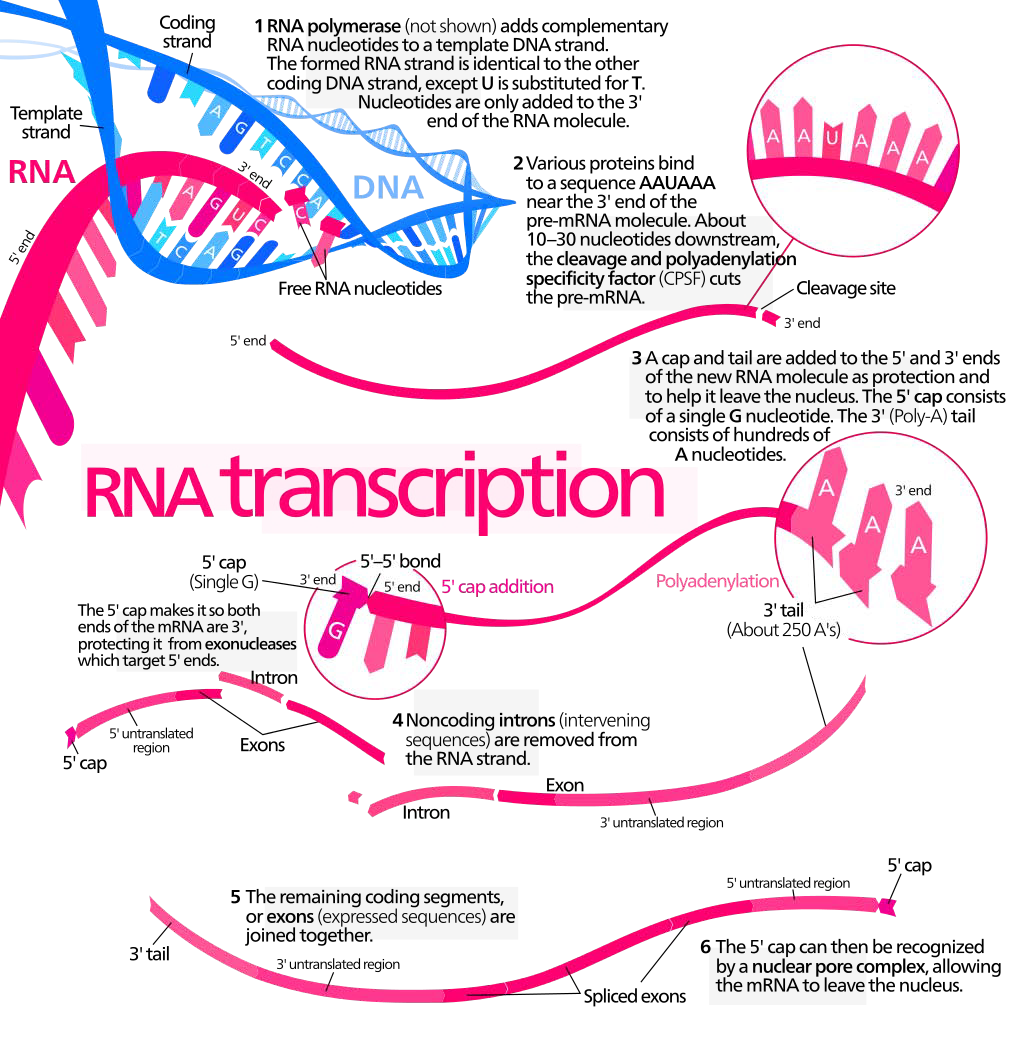 Coding
strand
1 RNA polymerase (not shown) adds complementary
RNA nucleotides to a template DNA strand.
The formed RNA strand is identical to the other
coding DNA strand, except U is substituted for T.
Nucleotides are only added to the 3'
end of the RNA molecule.
Template
strand
RNA
DNA
A
G
T
C
C
A
3' end
A
G
U
C
U
T
C
A
G
5' end
Free RNA nucleotides
2 Various proteins bind
to a sequence AAUAAA
near the 3' end of the
pre-mRNA molecule. About
10–30 nucleotides downstream,
the cleavage and polyadenylation
specificity factor (CPSF) cuts
the pre-mRNA.
A A U A A A
Cleavage site
3' end
5' end
3 A cap and tail are added to the 5' and 3' ends
of the new RNA molecule as protection and
to help it leave the nucleus. The 5' cap consists
of a single G nucleotide. The 3' (Poly-A) tail
consists of hundreds of
A nucleotides.
RNA transcription
A
A
A
3' end
5' cap
(Single G)
5'–5' bond
3' end
5' end
G
5' cap addition
Polyadenylation
3' tail
(About 250 A's)
The 5' cap makes it so both
ends of the mRNA are 3',
protecting it from exonucleases
which target 5' ends.
Intron
5' untranslated
region
Exons
5' cap
4 Noncoding introns (intervening
sequences) are removed from
the RNA strand.
Exon
Intron
3' untranslated region
5' cap
5' untranslated region
5 The remaining coding segments,
or exons (expressed sequences) are
joined together.
3' tail
3' untranslated region
Spliced exons
6 The 5' cap can then be recognized
by a nuclear pore complex, allowing
the mRNA to leave the nucleus.